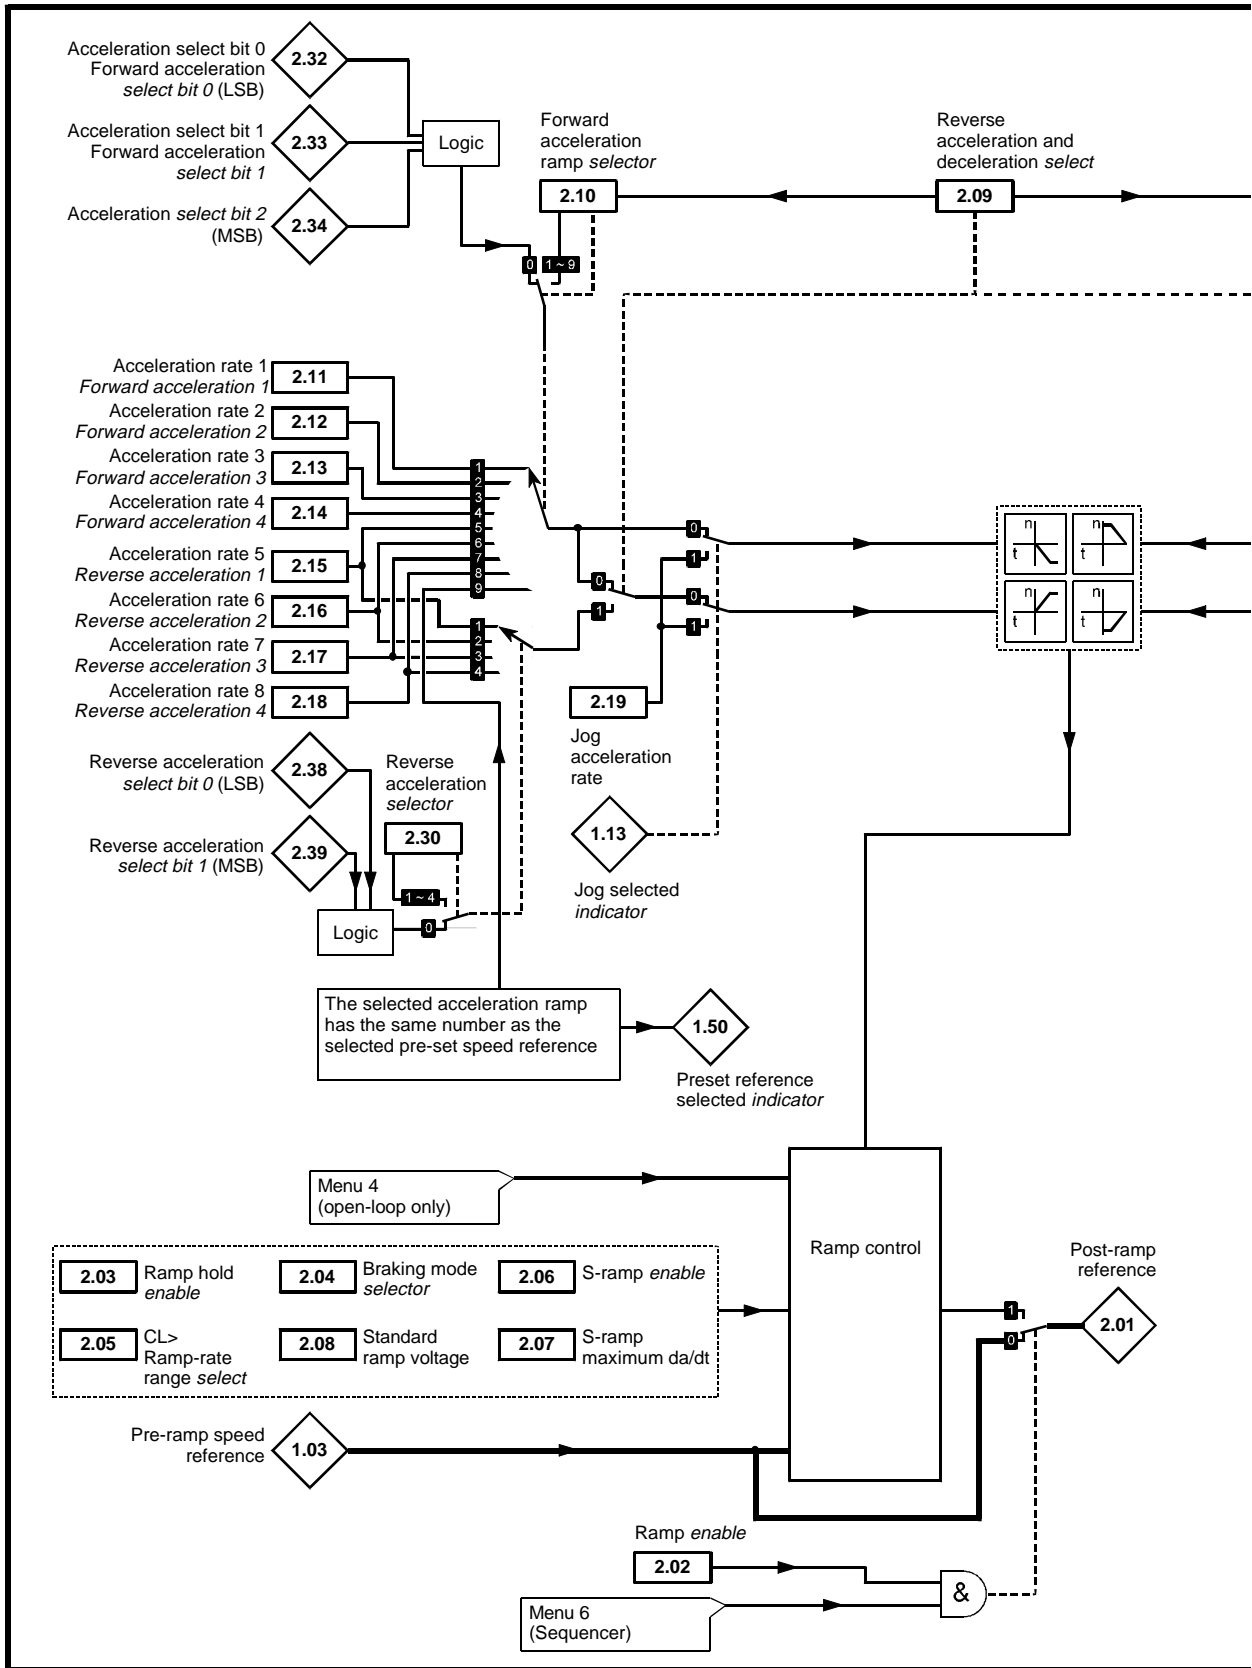 Acceleration select bit 0
Forward acceleration
select bit 0 (LSB)
2.32
Acceleration select bit 1
Forward acceleration
select bit 1
2.33
Acceleration select bit 2
(MSB)
2.34
Logic
Forward
acceleration
ramp selector
2.10
Reverse
acceleration and
deceleration select
2.09
0
1 ~ 9
Acceleration rate 1
Forward acceleration 1
2.11
Acceleration rate 2
Forward acceleration 2
2.12
Acceleration rate 3
Forward acceleration 3
2.13
Acceleration rate 4
Forward acceleration 4
2.14
Acceleration rate 5
Reverse acceleration 1
2.15
Acceleration rate 6
Reverse acceleration 2
2.16
Acceleration rate 7
Reverse acceleration 3
2.17
Acceleration rate 8
Reverse acceleration 4
2.18
1
2
3
4
5
6
7
8
9
1
2
3
4
0
1
0
1
0
1
n
t
n
n
t
n
t
2.19
Jog
acceleration
rate
1.13
Jog selected
indicator
Reverse acceleration
select bit 0 (LSB)
2.38
Reverse acceleration
select bit 1 (MSB)
2.39
Reverse
acceleration
selector
2.30
1 ~ 4
0
Logic
The selected acceleration ramp
has the same number as the
selected pre-set speed reference
1.50
Preset reference
selected indicator
Menu 4
(open-loop only)
Ramp control
2.03
Ramp hold
enable
2.04
Braking mode
selector
2.06
S-ramp enable
2.05
CL>
Ramp-rate
range select
2.08
Standard
ramp voltage
2.07
S-ramp
maximum da/dt
Post-ramp
reference
2.01
1
0
Pre-ramp speed
reference
1.03
Ramp enable
2.02
Menu 6
(Sequencer)
&